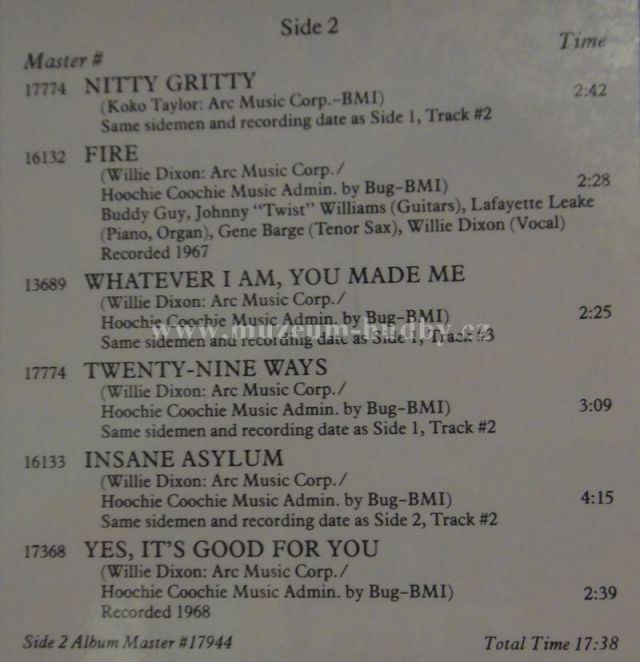 Side 2
Master # Time
17774 NITTY GRITTY
(Koko Taylor: Arc Music Corp.–BMI) 2:42
Same sidemen and recording date as Side 1, Track #2
16132 FIRE
(Willie Dixon: Arc Music Corp./
Hoochie Coochie Music Admin. by Bug–BMI) 2:28
Buddy Guy, Johnny "Twist" Williams (Guitars), Lafayette Leake
(Piano, Organ), Gene Barge (Tenor Sax), Willie Dixon (Vocal)
Recorded 1967
13689 WHATEVER I AM, YOU MADE ME
(Willie Dixon: Arc Music Corp./
Hoochie Coochie Music Admin. by Bug–BMI) 2:25
www.muzeum-hudby.cz
Same sidemen and recording date as Side 1, Track #3
17774 TWENTY-NINE WAYS
(Willie Dixon: Arc Music Corp./
Hoochie Coochie Music Admin. by Bug–BMI) 3:09
Same sidemen and recording date as Side 1, Track #2
16133 INSANE ASYLUM
(Willie Dixon: Arc Music Corp./
Hoochie Coochie Music Admin. by Bug–BMI) 4:15
Same sidemen and recording date as Side 2, Track #2
17368 YES, IT'S GOOD FOR YOU
(Willie Dixon: Arc Music Corp./
Hoochie Coochie Music Admin. by Bug–BMI) 2:39
Recorded 1968
Side 2 Album Master #17944 Total Time 17:38